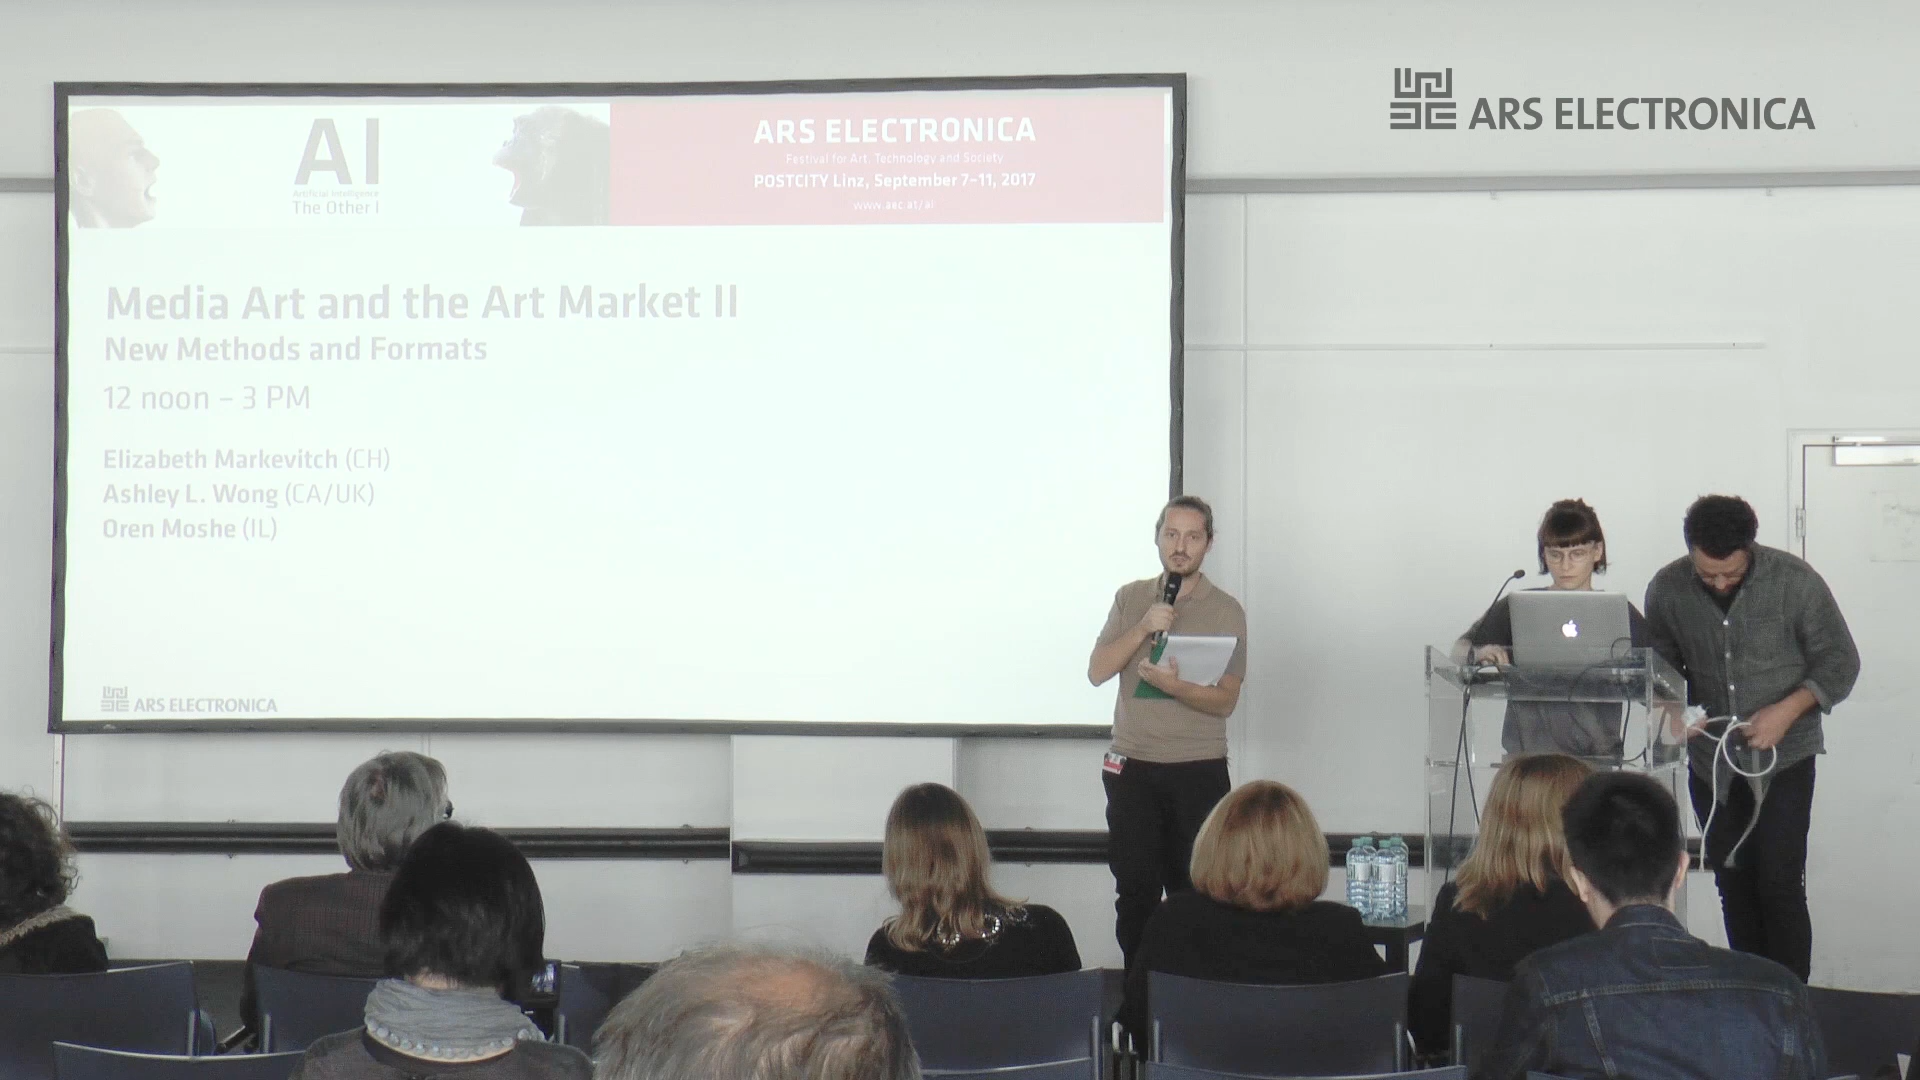 AI
Artificial Intelligence
The Other I
ARS ELECTRONICA
Festival for Art, Technology and Society
POSTCITY Linz, September 7–11, 2017
www.aec.at/ai
Media Art and the Art Market II
New Methods and Formats
12 noon – 3 PM
Elizabeth Markevitch (CH)
Ashley L. Wong (CA/UK)
Oren Moshe (IL)
ARS ELECTRONICA
ARS ELECTRONICA